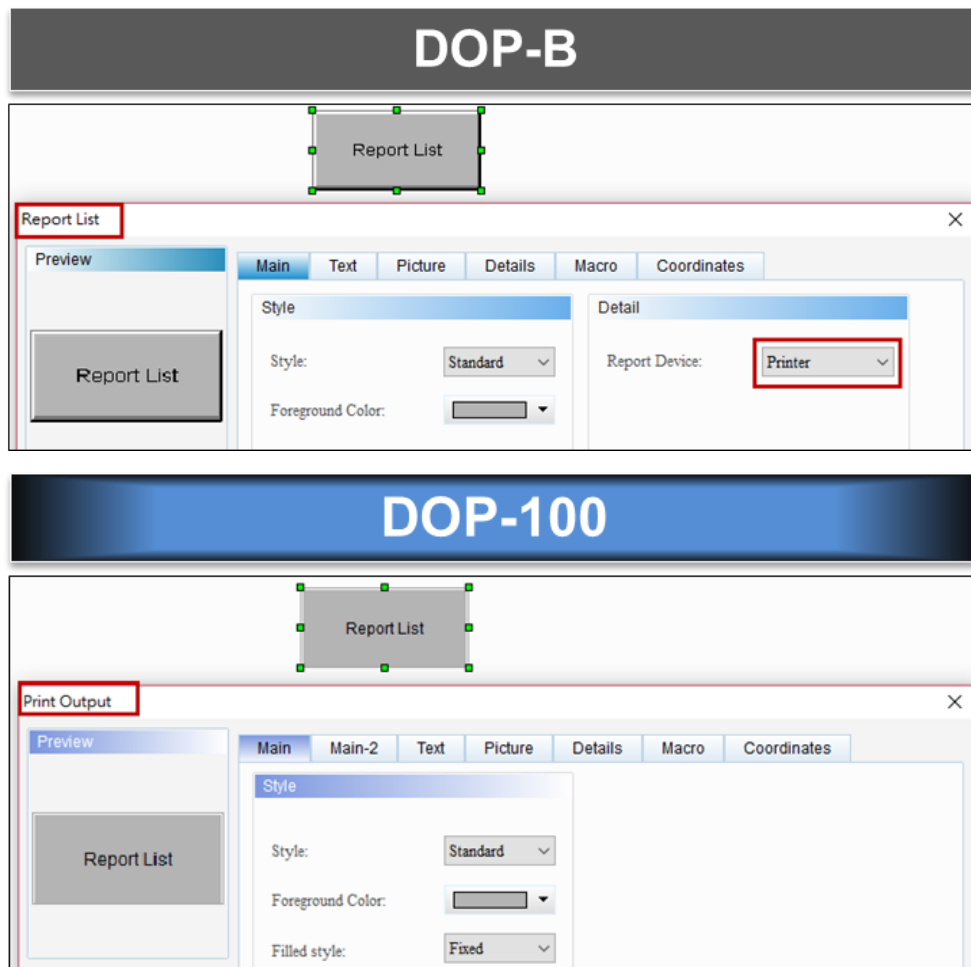 DOP-B
Report List
Report List
Preview
Main Text Picture Details Macro Coordinates
Style
Detail
Report List
Style: Standard
Report Device: Printer
Foreground Color:
DOP-100
Report List
Print Output
Preview
Main Main-2 Text Picture Details Macro Coordinates
Style
Report List
Style: Standard
Foreground Color:
Filled style: Fixed